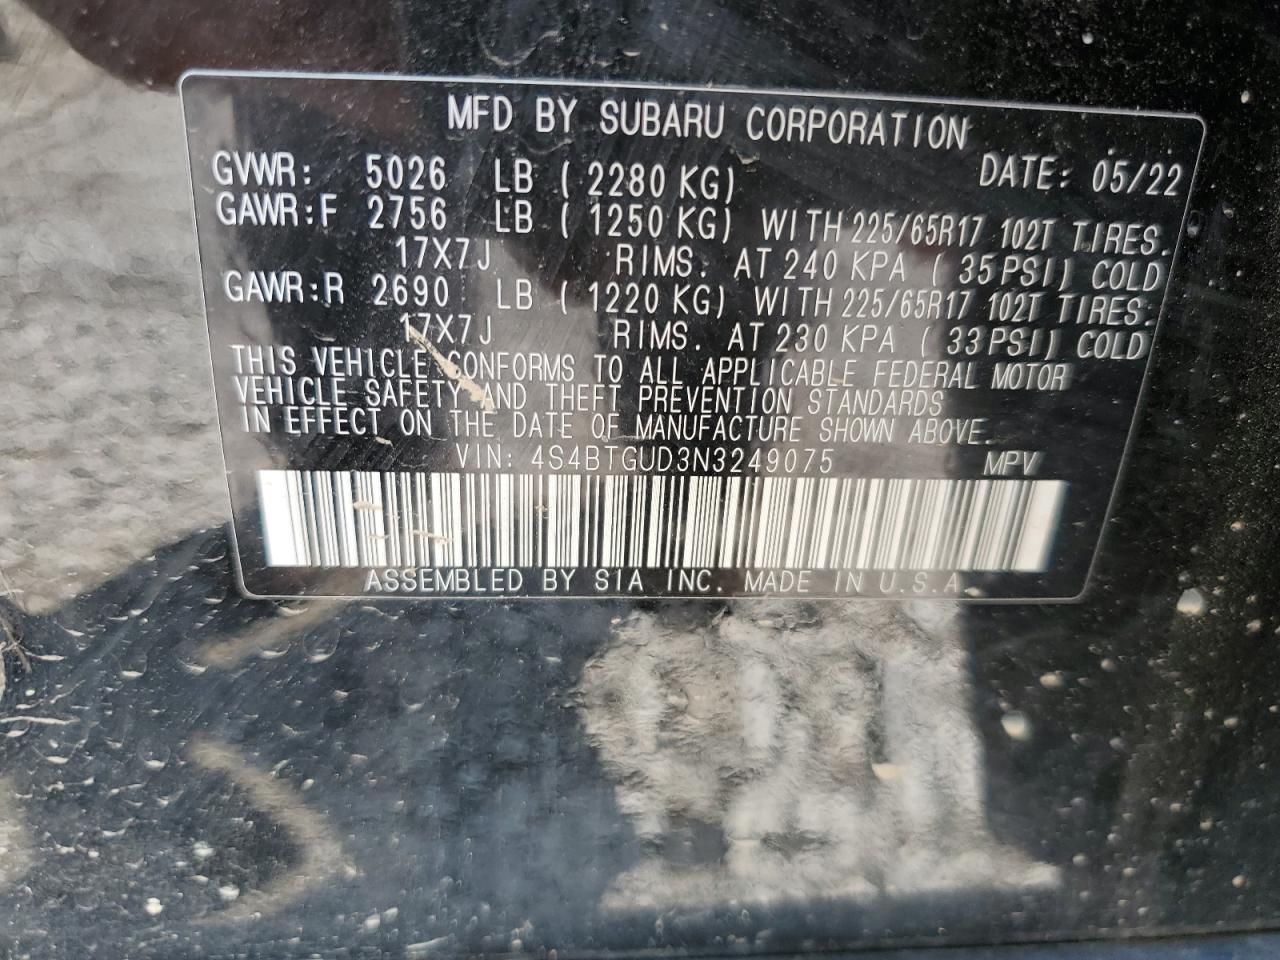 MFD BY SUBARU CORPORATION
GVWR: 5026 LB ( 2280 KG) DATE: 05/22
GAWR:F 2756 LB ( 1250 KG) WITH 225/65R17 102T TIRES.
17X7J RIMS. AT 240 KPA ( 35 PSI) COLD
GAWR:R 2690 LB ( 1220 KG) WITH 225/65R17 102T TIRES.
17X7J RIMS. AT 230 KPA ( 33 PSI) COLD
THIS VEHICLE CONFORMS TO ALL APPLICABLE FEDERAL MOTOR
VEHICLE SAFETY AND THEFT PREVENTION STANDARDS
IN EFFECT ON THE DATE OF MANUFACTURE SHOWN ABOVE.
VIN: 4S4BTGUD3N3249075 MPV
ASSEMBLED BY SIA INC. MADE IN U.S.A.